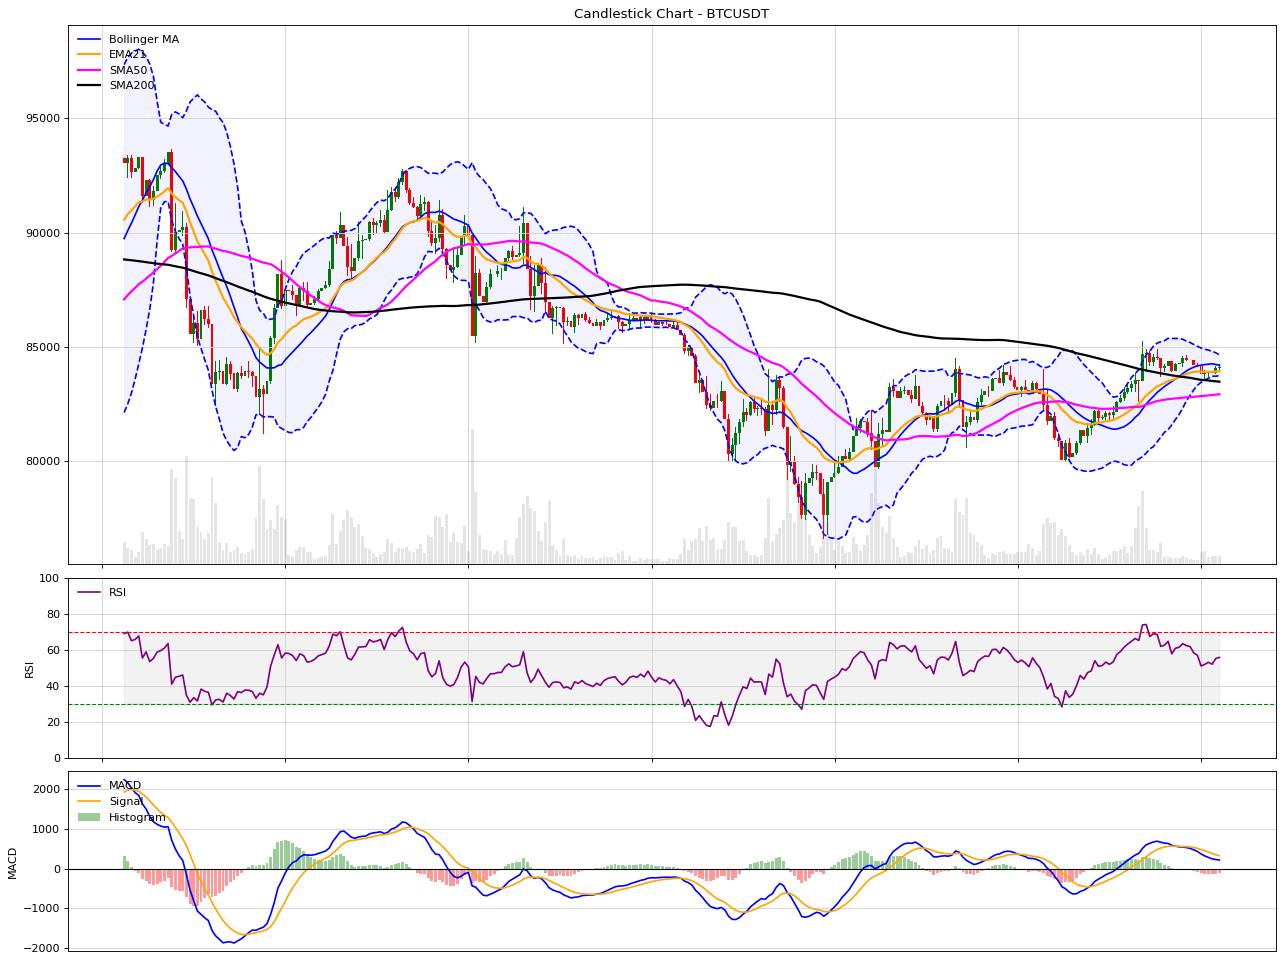 Candlestick Chart - BTCUSDT
Bollinger MA
EMA21
SMA50
SMA200
95000
90000
85000
80000
RSI
100
80
60
40
20
0
RSI
MACD
Signal
Histogram
2000
1000
0
−1000
−2000
MACD